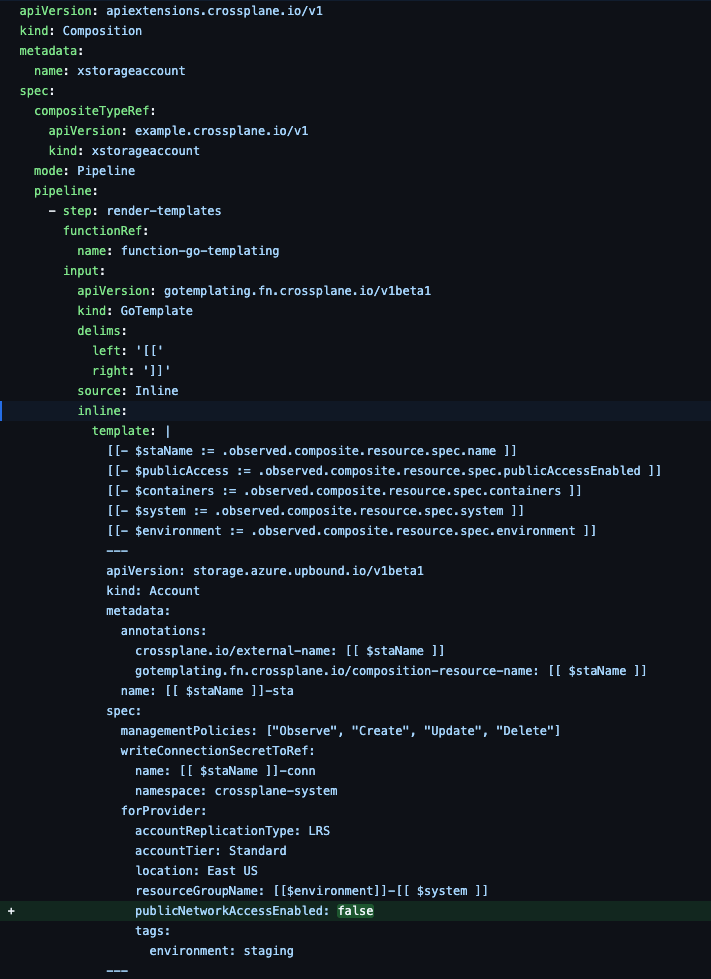 apiVersion: apiextensions.crossplane.io/v1
kind: Composition
metadata:
  name: xstorageaccount
spec:
  compositeTypeRef:
    apiVersion: example.crossplane.io/v1
    kind: xstorageaccount
  mode: Pipeline
  pipeline:
    - step: render-templates
      functionRef:
        name: function-go-templating
      input:
        apiVersion: gotemplating.fn.crossplane.io/v1beta1
        kind: GoTemplate
        delims:
          left: '[['
          right: ']]'
        source: Inline
        inline:
          template: |
            [[- $staName := .observed.composite.resource.spec.name ]]
            [[- $publicAccess := .observed.composite.resource.spec.publicAccessEnabled ]]
            [[- $containers := .observed.composite.resource.spec.containers ]]
            [[- $system := .observed.composite.resource.spec.system ]]
            [[- $environment := .observed.composite.resource.spec.environment ]]
            ---
            apiVersion: storage.azure.upbound.io/v1beta1
            kind: Account
            metadata:
              annotations:
                crossplane.io/external-name: [[ $staName ]]
                gotemplating.fn.crossplane.io/composition-resource-name: [[ $staName ]]
              name: [[ $staName ]]-sta
            spec:
              managementPolicies: ["Observe", "Create", "Update", "Delete"]
              writeConnectionSecretToRef:
                name: [[ $staName ]]-conn
                namespace: crossplane-system
              forProvider:
                accountReplicationType: LRS
                accountTier: Standard
                location: East US
                resourceGroupName: [[$environment]]-[[ $system ]]
+                publicNetworkAccessEnabled: false
                tags:
                  environment: staging
            ---